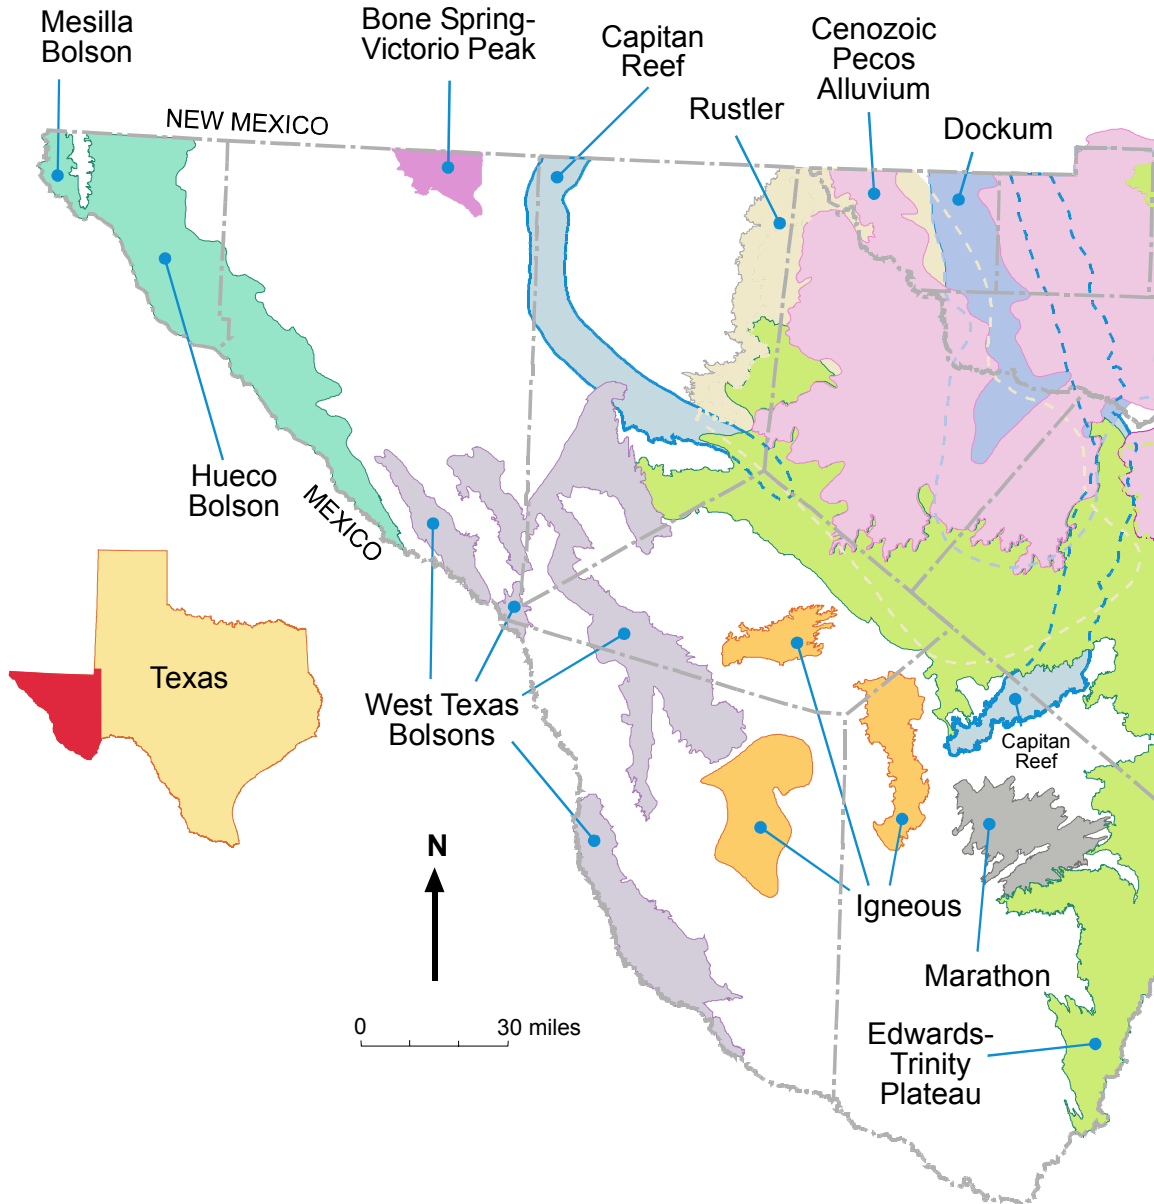 Mesilla
Bolson
Bone Spring-
Victorio Peak
Capitan
Reef
Cenozoic
Pecos
Alluvium
Rustler
Dockum
NEW MEXICO
Hueco
Bolson
MEXICO
Texas
West Texas
Bolsons
Capitan
Reef
N
Igneous
Marathon
0
30 miles
Edwards-
Trinity
Plateau